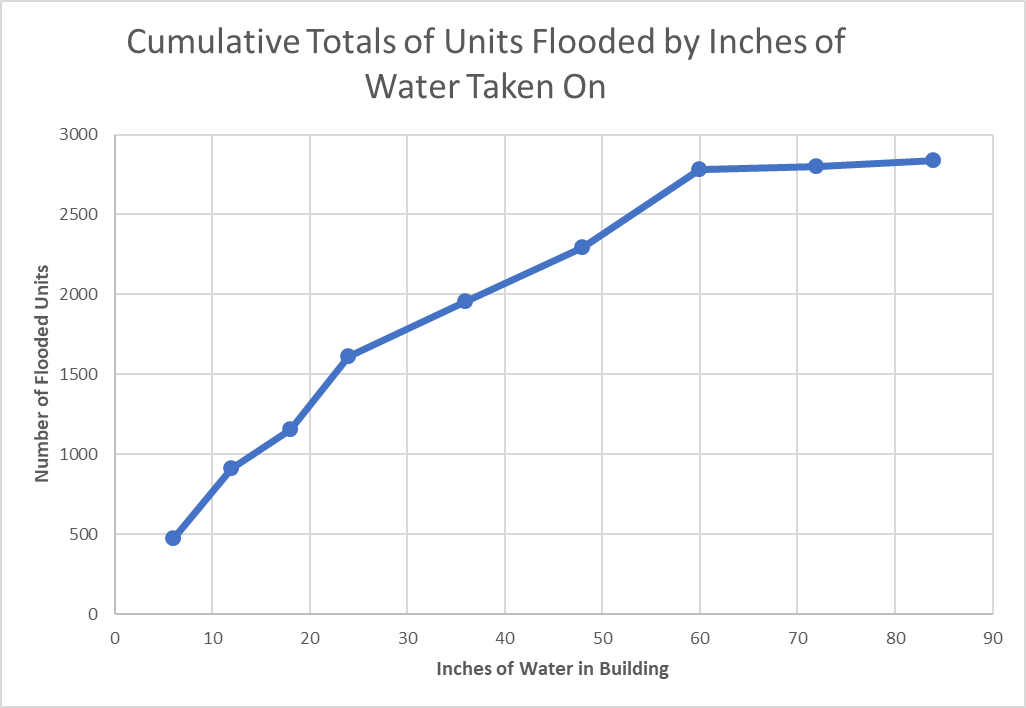 Cumulative Totals of Units Flooded by Inches of
Water Taken On
3000
2500
2000
1500
1000
500
0
Number of Flooded Units
0 10 20 30 40 50 60 70 80 90
Inches of Water in Building